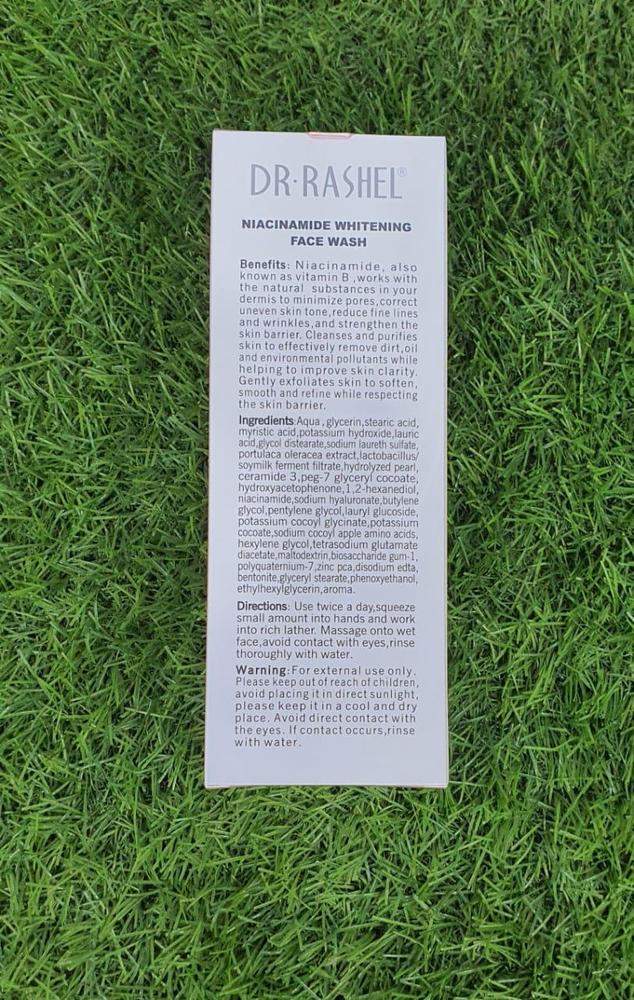 DR·RASHEL®
NIACINAMIDE WHITENING
FACE WASH
Benefits: Niacinamide, also
known as vitamin B ,works with
the natural substances in your
dermis to minimize pores,correct
uneven skin tone,reduce fine lines
and wrinkles,and strengthen the
skin barrier. Cleanses and purifies
skin to effectively remove dirt,oil
and environmental pollutants while
helping to improve skin clarity.
Gently exfoliates skin to soften,
smooth and refine while respecting
the skin barrier.
Ingredients:Aqua, glycerin,stearic acid,
myristic acid,potassium hydroxide,lauric
acid,glycol distearate,sodium laureth sulfate,
portulaca oleracea extract,lactobacillus/
soymilk ferment filtrate,hydrolyzed pearl,
ceramide 3,peg-7 glyceryl cocoate,
hydroxyacetophenone,1,2-hexanediol,
niacinamide,sodium hyaluronate,butylene
glycol,pentylene glycol,lauryl glucoside,
potassium cocoyl glycinate,potassium
cocoate,sodium cocoyl apple amino acids,
hexylene glycol,tetrasodium glutamate
diacetate,maltodextrin,biosaccharide gum-1,
polyquaternium-7,zinc pca,disodium edta,
bentonite,glyceryl stearate,phenoxyethanol,
ethylhexylglycerin,aroma.
Directions: Use twice a day,squeeze
small amount into hands and work
into rich lather. Massage onto wet
face,avoid contact with eyes,rinse
thoroughly with water.
Warning:For external use only.
Please keep out of reach of children,
avoid placing it in direct sunlight,
please keep it in a cool and dry
place. Avoid direct contact with
the eyes. If contact occurs,rinse
with water.